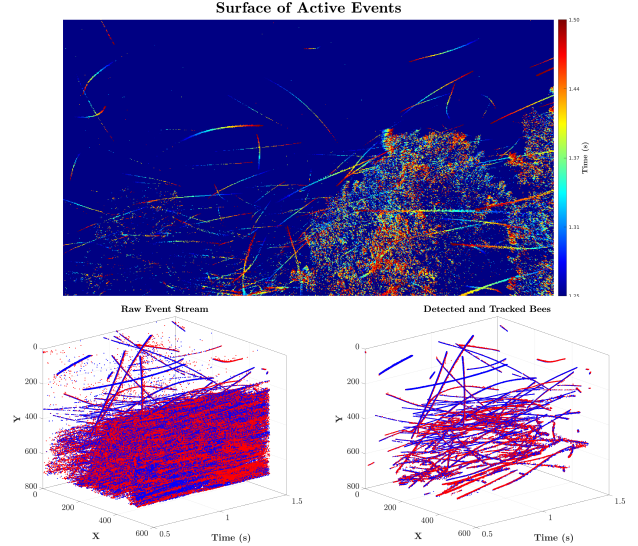 Surface of Active Events
1.50
1.44
1.37
1.31
1.25
Time (s)
Raw Event Stream
0
200
400
600
800
Y
0
200
400
600
X
0.5
1
1.5
Time (s)
Detected and Tracked Bees
0
200
400
600
800
Y
0
200
400
600
X
0.5
1
1.5
Time (s)